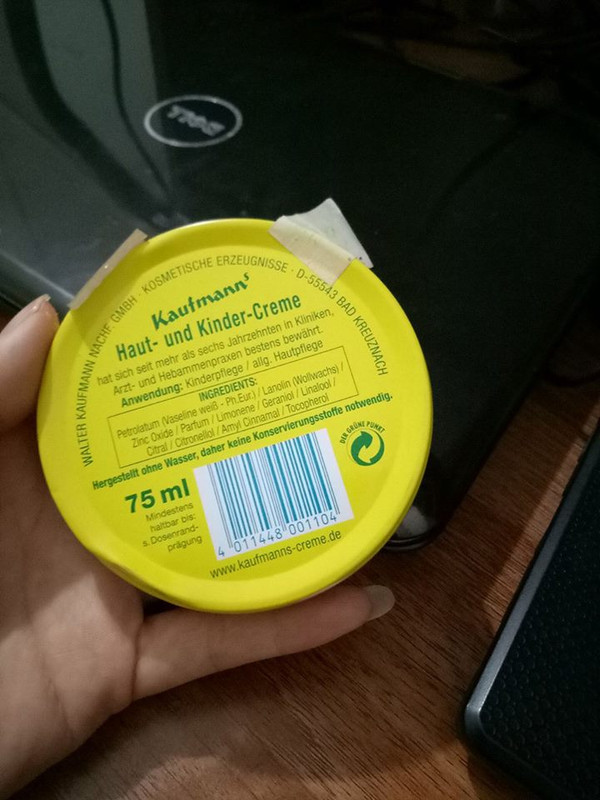 DELL
WALTER KAUFMANN NACHF. GMBH · KOSMETISCHE ERZEUGNISSE · D-55543 BAD KREUZNACH
Kaufmann's
Haut- und Kinder-Creme
hat sich seit mehr als sechs Jahrzehnten in Kliniken,
Arzt- und Hebammenpraxen bestens bewährt.
Anwendung: Kinderpflege / allg. Hautpflege
INGREDIENTS:
Petrolatum (Vaseline weiß - Ph.Eur.) / Lanolin (Wollwachs) /
Zinc Oxide / Parfum / Limonene / Geraniol / Linalool /
Citral / Citronellol / Amyl Cinnamal / Tocopherol
Hergestellt ohne Wasser, daher keine Konservierungsstoffe notwendig.
DER GRÜNE PUNKT
75 ml
Mindestens
haltbar bis:
s. Dosenrand-
prägung
4 011448 001104
www.kaufmanns-creme.de